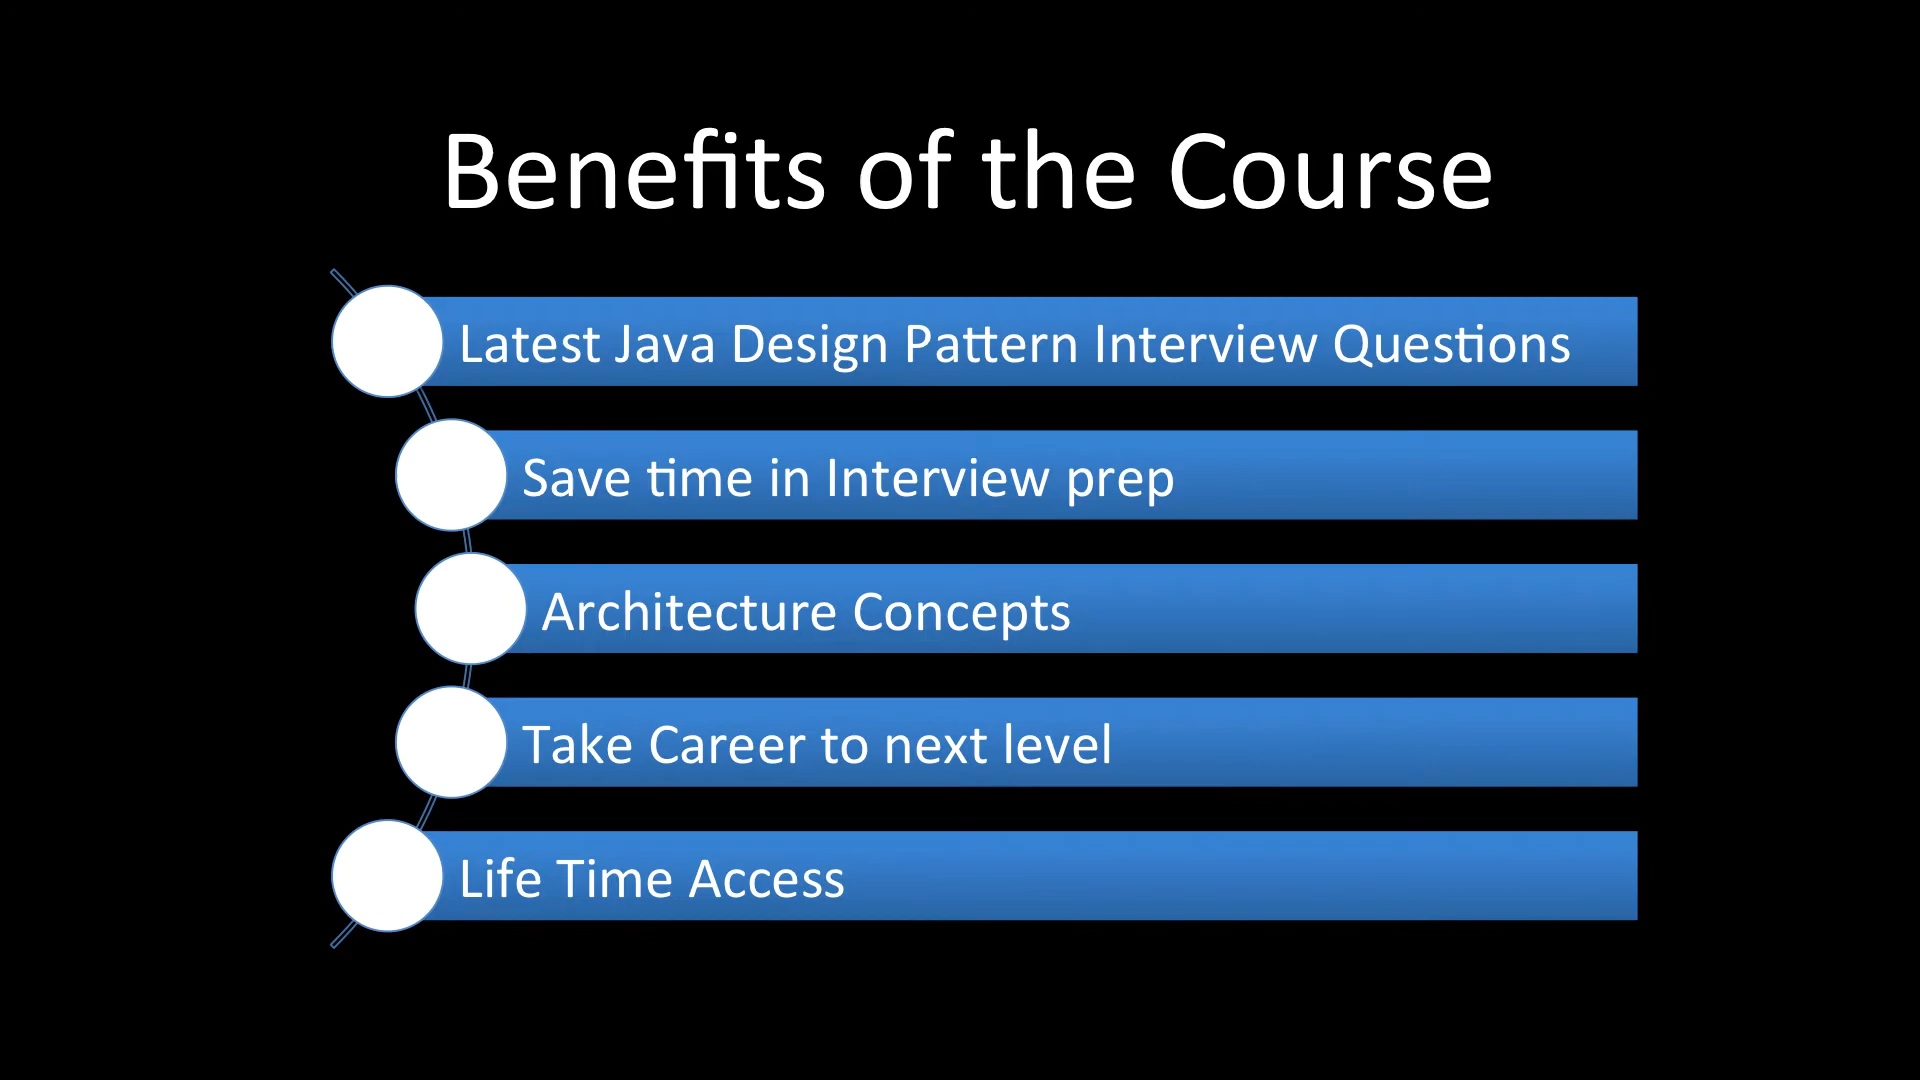 Benefits of the Course
Latest Java Design Pattern Interview Questions
Save time in Interview prep
Architecture Concepts
Take Career to next level
Life Time Access